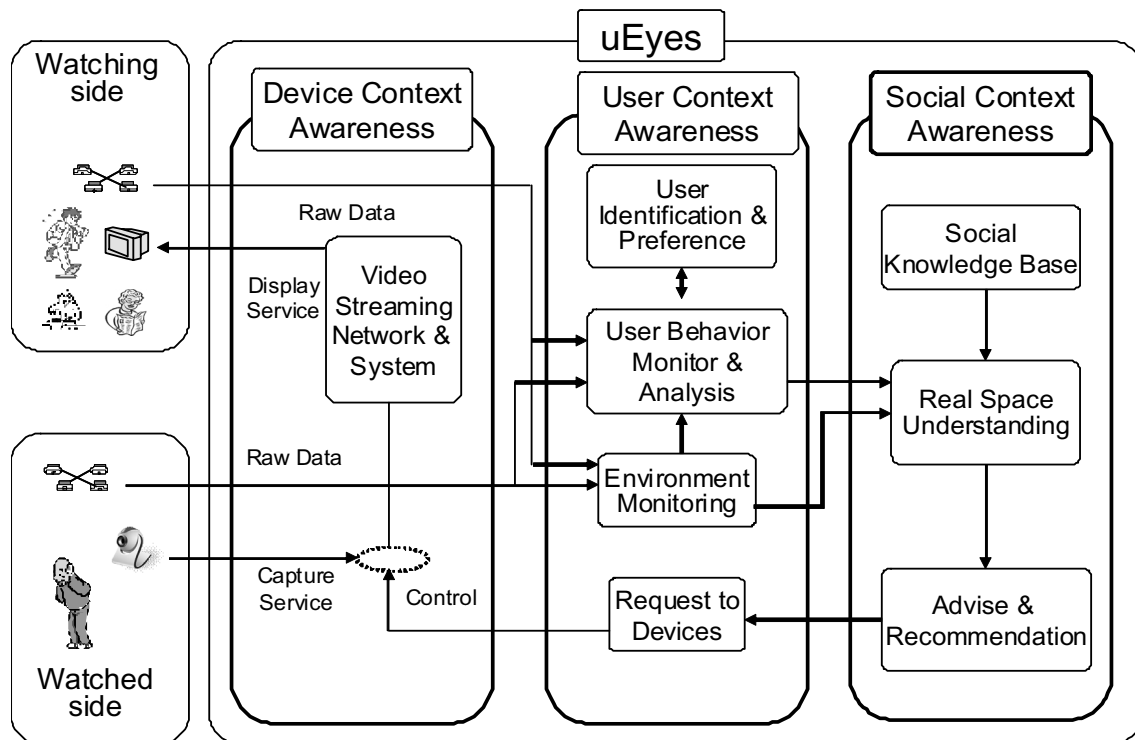 uEyes
Watching
side
Raw Data
Display
Service
Watched
side
Raw Data
Capture
Service
Control
Device Context
Awareness
Video
Streaming
Network &
System
User Context
Awareness
User
Identification &
Preference
User Behavior
Monitor &
Analysis
Environment
Monitoring
Request to
Devices
Social Context
Awareness
Social
Knowledge Base
Real Space
Understanding
Advise &
Recommendation